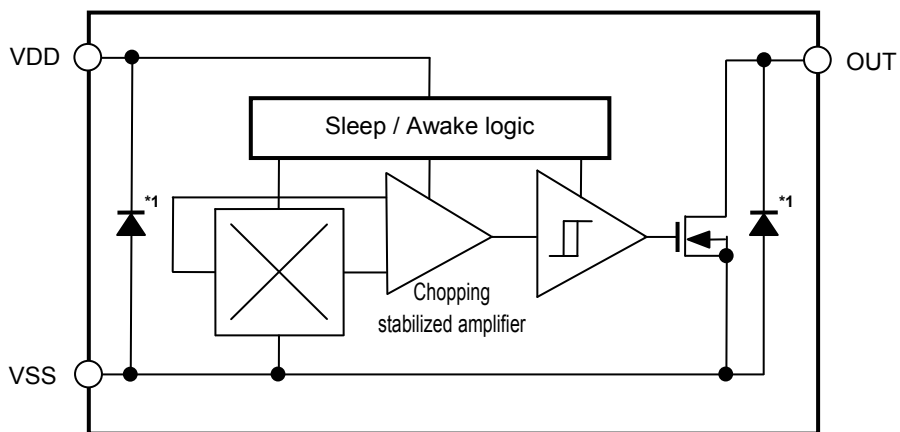 VDD
OUT
Sleep / Awake logic
*1
*1
Chopping
stabilized amplifier
VSS